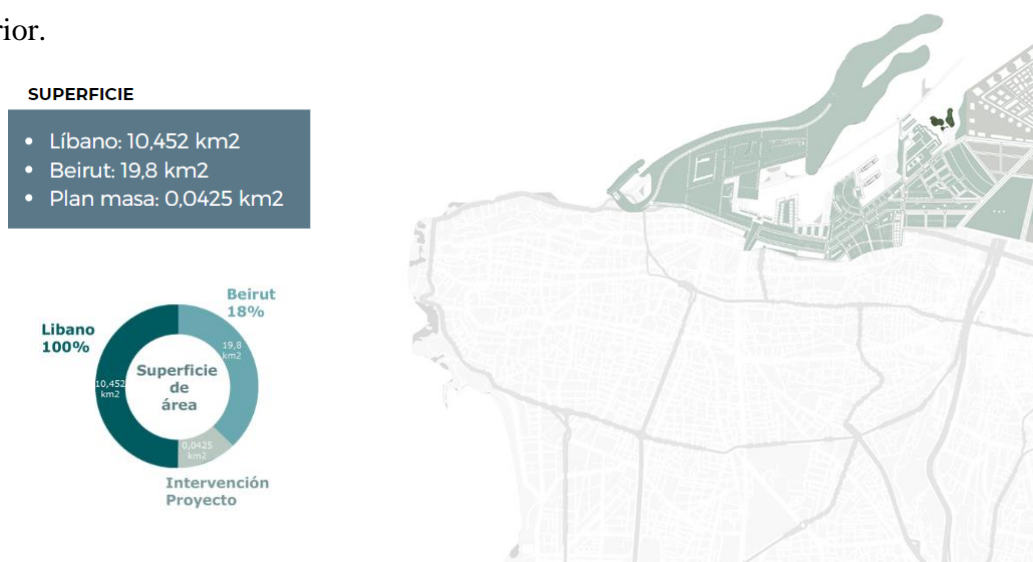 rior.
SUPERFICIE
• Líbano: 10,452 km2
• Beirut: 19,8 km2
• Plan masa: 0,0425 km2
Beirut
18%
Libano
100%
19,8
km2
Superficie
de
área
10,452
km2
0,0425
km2
Intervención
Proyecto